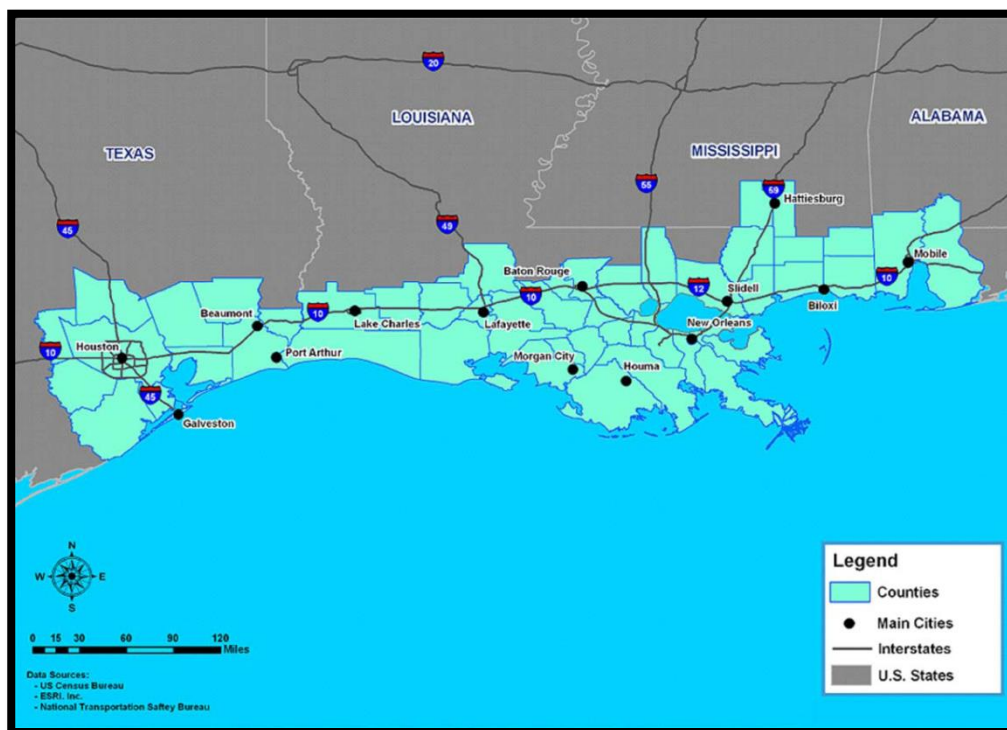 20
LOUISIANA
ALABAMA
TEXAS
MISSISSIPPI
55
59
Hattiesburg
45
49
Mobile
Baton Rouge
10
12
Slidell
10
Biloxi
Beaumont
10
Lake Charles
Lafayette
New Orleans
10
Houston
Port Arthur
Morgan City
Houma
45
Galveston
N
W E
S
0 15 30 60 90 120
Miles
Data Sources:
- US Census Bureau
- ESRI, Inc.
- National Transportation Saftey Bureau
Legend
Counties
Main Cities
Interstates
U.S. States